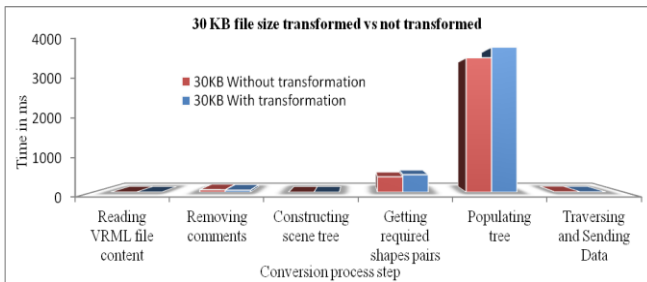 30 KB file size transformed vs not transformed
4000
3000
2000
1000
0
Time in ms
30KB Without transformation
30KB With transformation
Reading VRML file content
Removing comments
Constructing scene tree
Getting required shapes pairs
Populating tree
Traversing and Sending Data
Conversion process step